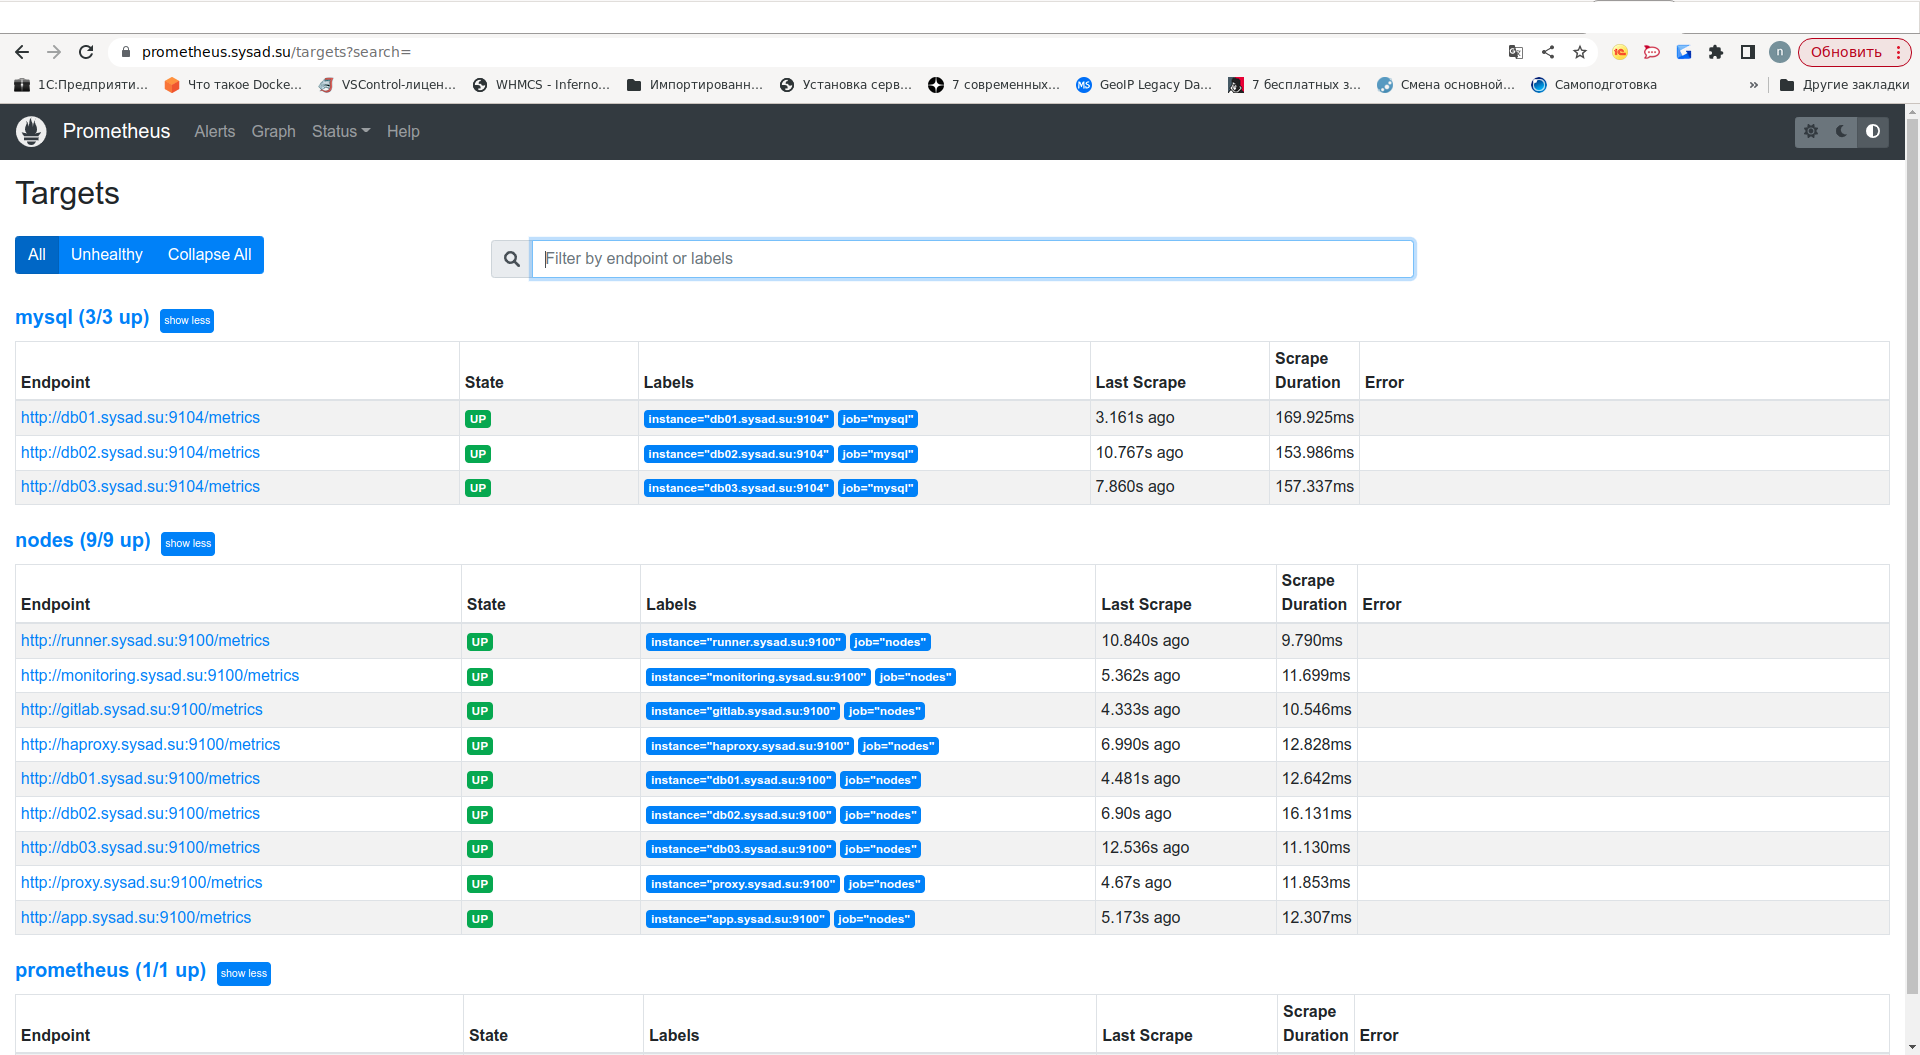 prometheus.sysad.su/targets?search=
n
Обновить
1С:Предприяти... Что такое Docke... VSControl-лицен... WHMCS - Inferno... Импортированн... Установка серв... 7 современных... MS GeoIP Legacy Da... 7 бесплатных з... Смена основной... Самоподготовка » Другие закладки
Prometheus Alerts Graph Status Help
Targets
All Unhealthy Collapse All
Filter by endpoint or labels
mysql (3/3 up) show less
Endpoint State Labels Last Scrape Scrape Duration Error
http://db01.sysad.su:9104/metrics UP instance="db01.sysad.su:9104" job="mysql" 3.161s ago 169.925ms
http://db02.sysad.su:9104/metrics UP instance="db02.sysad.su:9104" job="mysql" 10.767s ago 153.986ms
http://db03.sysad.su:9104/metrics UP instance="db03.sysad.su:9104" job="mysql" 7.860s ago 157.337ms
nodes (9/9 up) show less
Endpoint State Labels Last Scrape Scrape Duration Error
http://runner.sysad.su:9100/metrics UP instance="runner.sysad.su:9100" job="nodes" 10.840s ago 9.790ms
http://monitoring.sysad.su:9100/metrics UP instance="monitoring.sysad.su:9100" job="nodes" 5.362s ago 11.699ms
http://gitlab.sysad.su:9100/metrics UP instance="gitlab.sysad.su:9100" job="nodes" 4.333s ago 10.546ms
http://haproxy.sysad.su:9100/metrics UP instance="haproxy.sysad.su:9100" job="nodes" 6.990s ago 12.828ms
http://db01.sysad.su:9100/metrics UP instance="db01.sysad.su:9100" job="nodes" 4.481s ago 12.642ms
http://db02.sysad.su:9100/metrics UP instance="db02.sysad.su:9100" job="nodes" 6.90s ago 16.131ms
http://db03.sysad.su:9100/metrics UP instance="db03.sysad.su:9100" job="nodes" 12.536s ago 11.130ms
http://proxy.sysad.su:9100/metrics UP instance="proxy.sysad.su:9100" job="nodes" 4.67s ago 11.853ms
http://app.sysad.su:9100/metrics UP instance="app.sysad.su:9100" job="nodes" 5.173s ago 12.307ms
prometheus (1/1 up) show less
Endpoint State Labels Last Scrape Scrape Duration Error